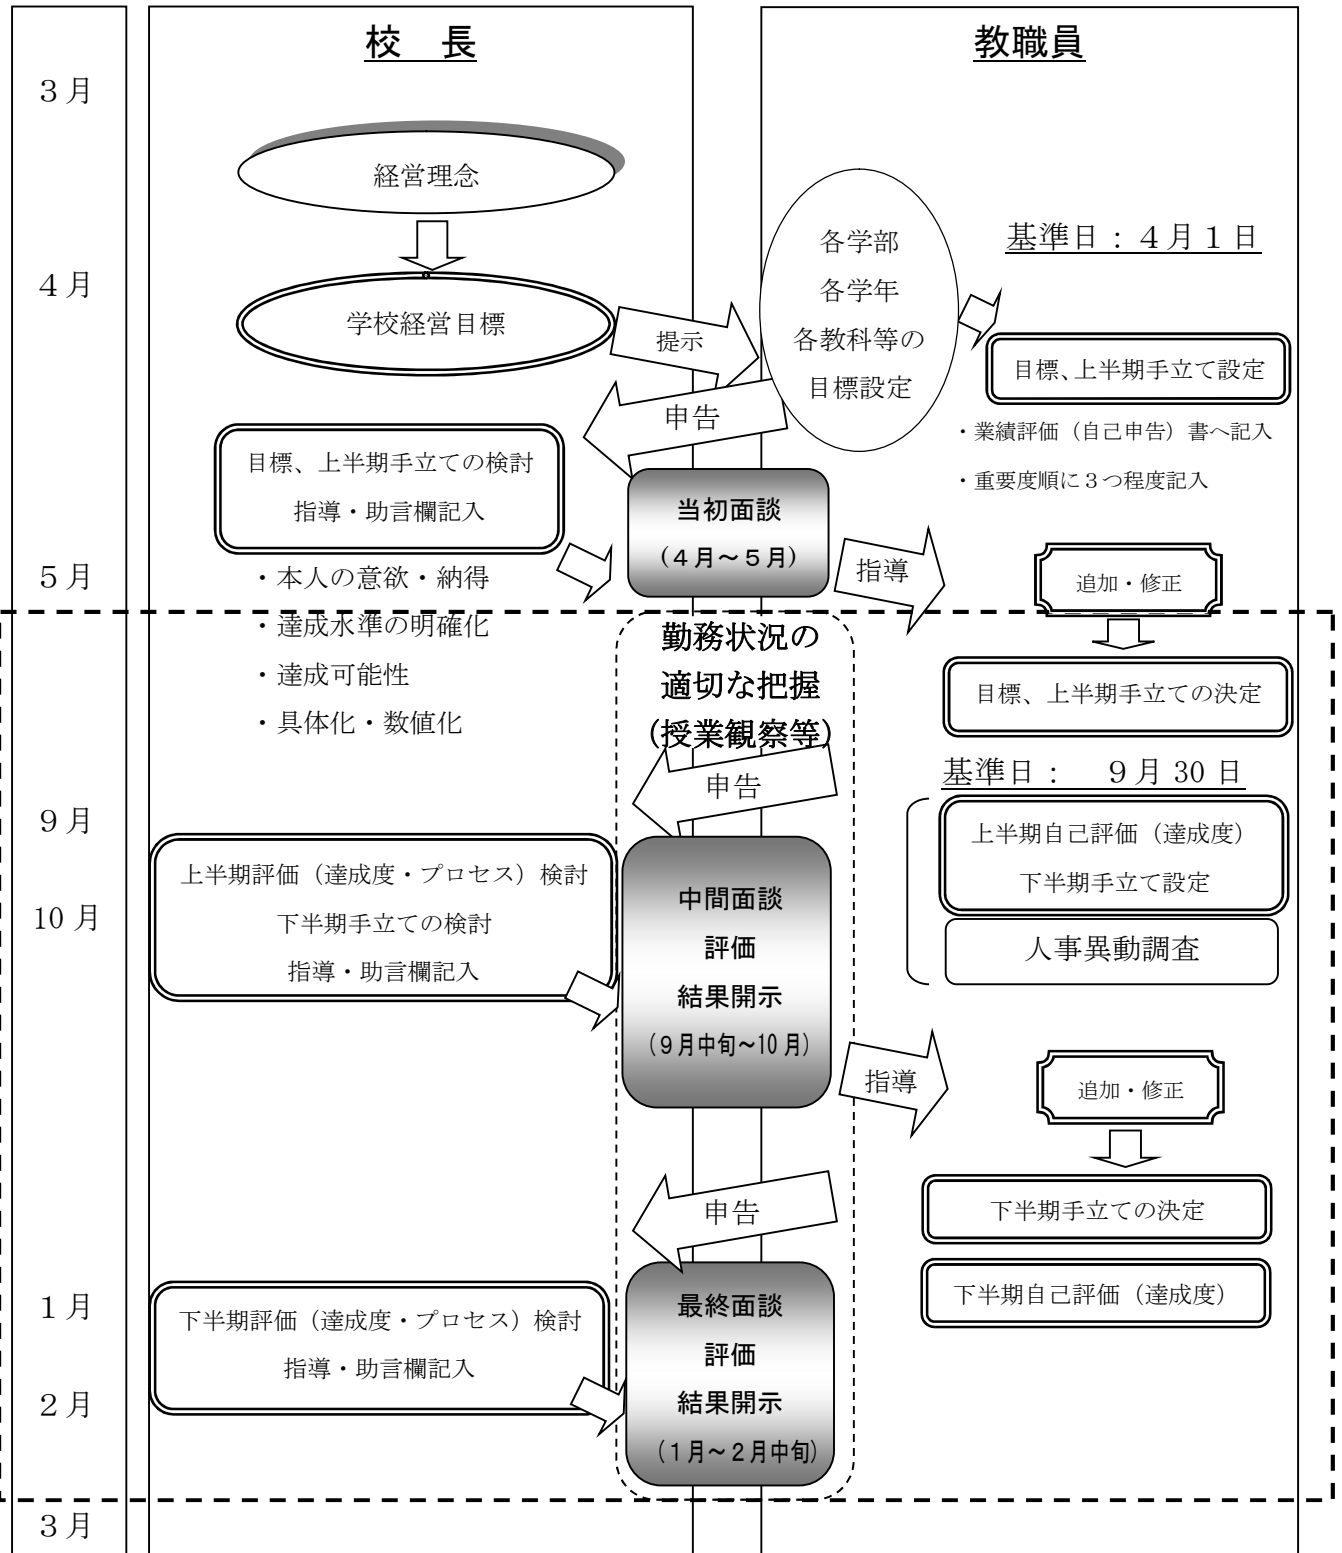 校　長
教職員
３月
経営理念
４月
学校経営目標
提示
各学部
各学年
各教科等の
目標設定
基準日：４月１日
目標、上半期手立て設定
・業績評価（自己申告）書へ記入
・重要度順に３つ程度記入
申告
目標、上半期手立ての検討
指導・助言欄記入
当初面談
（４月～５月）
指導
追加・修正
５月
・本人の意欲・納得
・達成水準の明確化
・達成可能性
・具体化・数値化
勤務状況の
適切な把握
（授業観察等）
目標、上半期手立ての決定
基準日：　９月 30 日
申告
９月
上半期自己評価（達成度）
下半期手立て設定
人事異動調査
10 月
上半期評価（達成度・プロセス）検討
下半期手立ての検討
指導・助言欄記入
中間面談
評価
結果開示
（９月中旬～10 月）
指導
追加・修正
下半期手立ての決定
申告
下半期自己評価（達成度）
１月
下半期評価（達成度・プロセス）検討
指導・助言欄記入
最終面談
評価
結果開示
（１月～２月中旬）
２月
３月